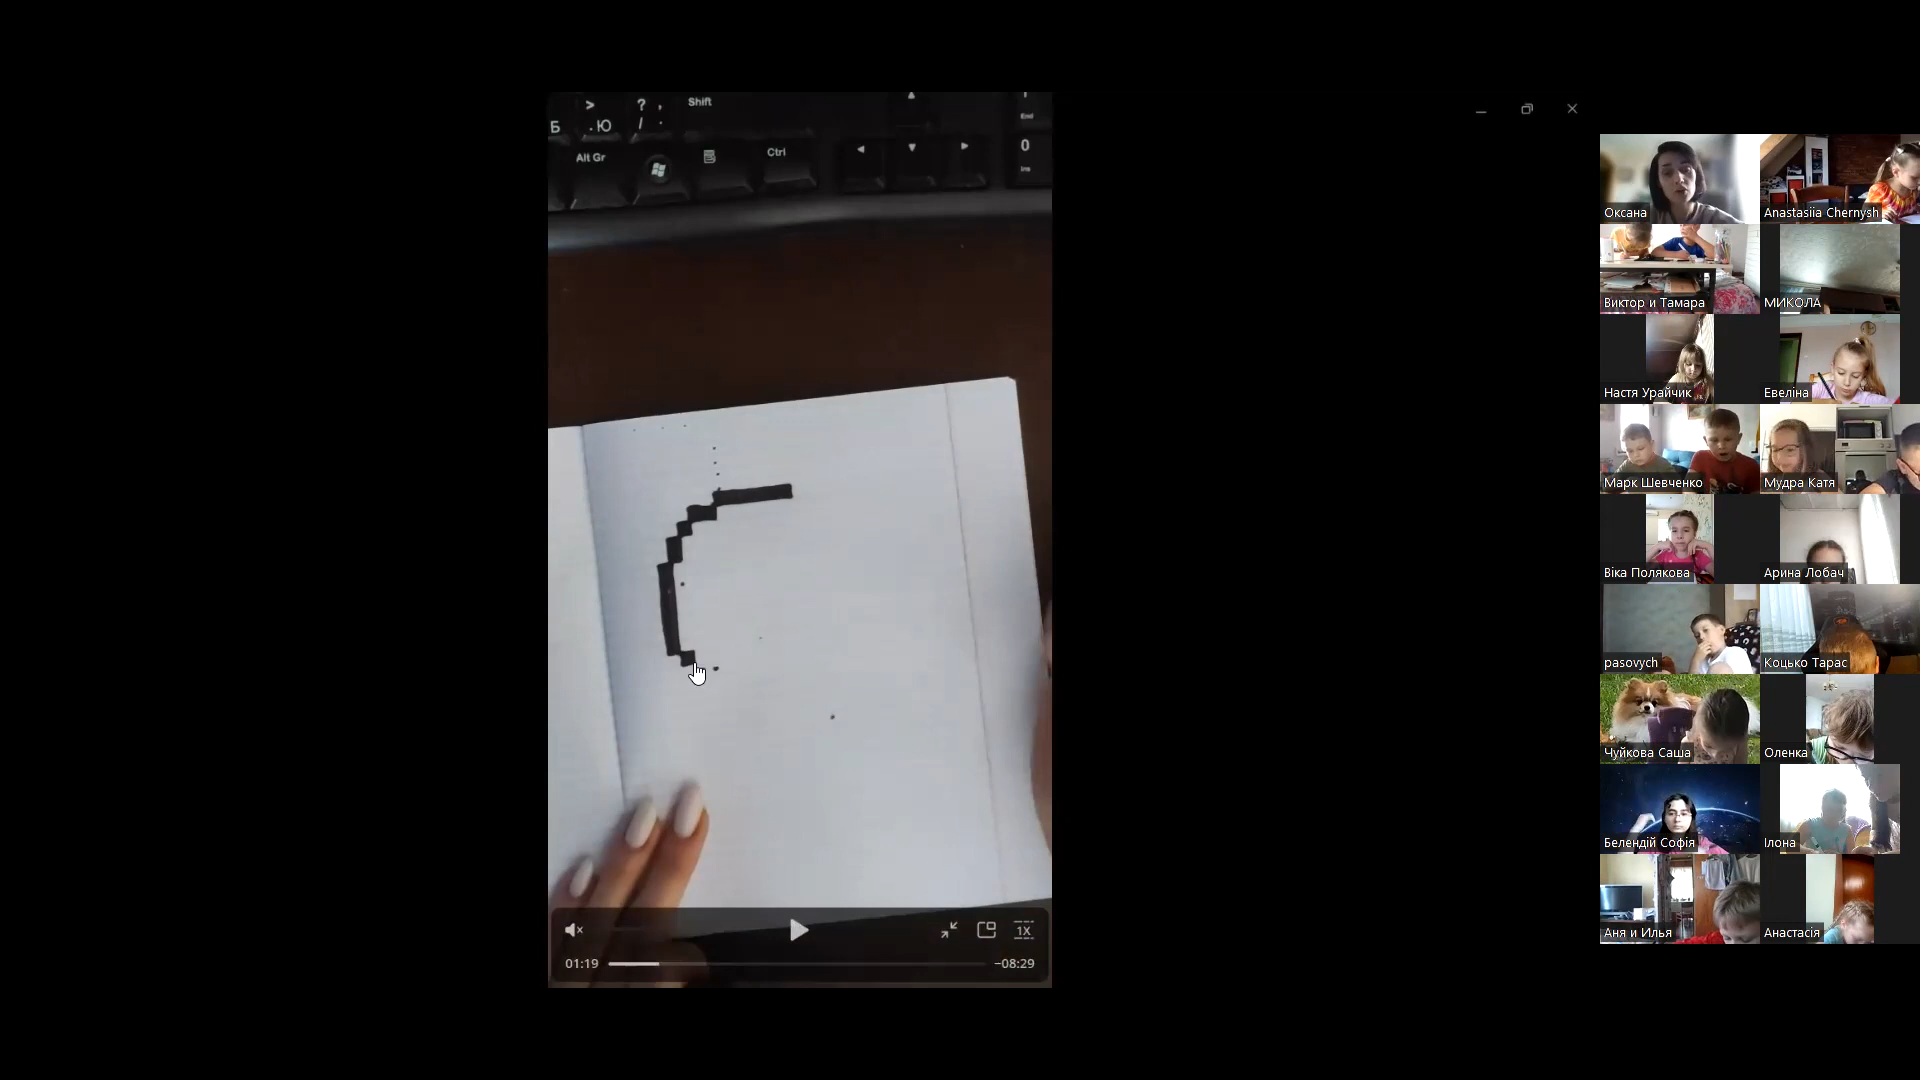 > ? , Shift End
Б . Ю / . 0
Alt Gr Ctrl Ins
Оксана
Anastasiia Chernysh
Виктор и Тамара
МИКОЛА
Настя Урайчик
Евеліна
Марк Шевченко
Мудра Катя
Віка Полякова
Арина Лобач
pasovych
Коцько Тарас
Чуйкова Саша
Оленка
Белендій Софія
Ілона
Аня и Илья
Анастасія
1X
01:19
−08:29